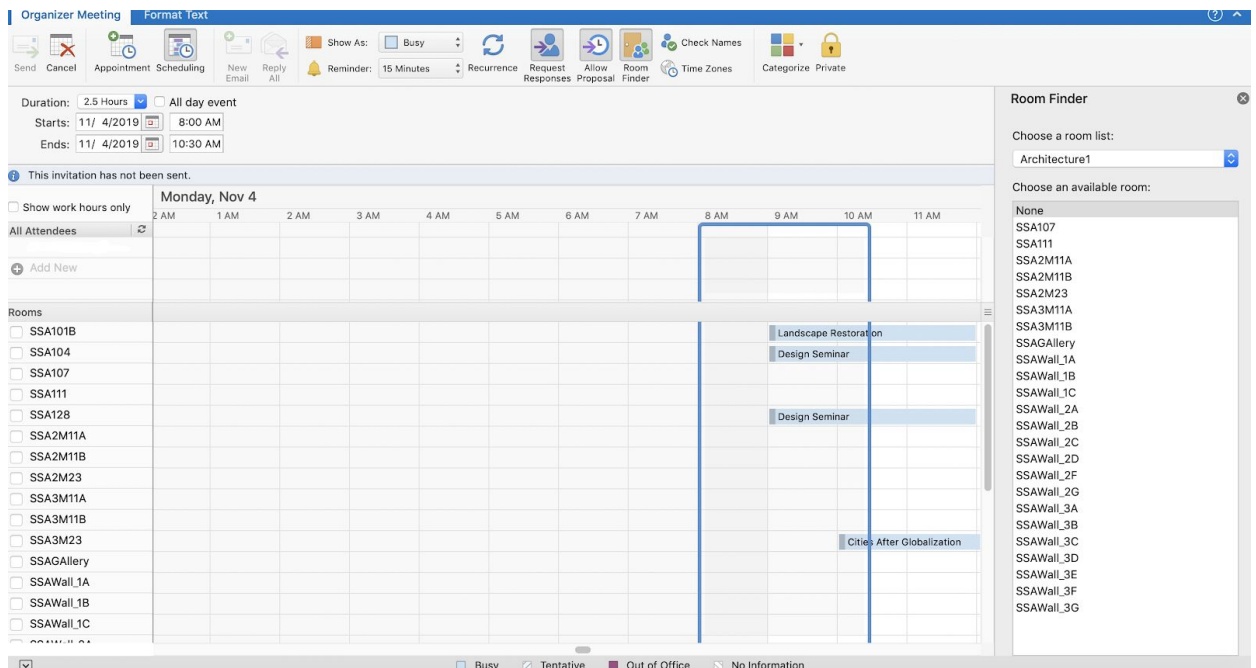 Organizer Meeting Format Text
Send Cancel Appointment Scheduling New Email Reply All
Show As: Busy
Reminder: 15 Minutes
Recurrence Request Responses Allow Proposal Room Finder
Check Names
Time Zones
Categorize Private
Duration: 2.5 Hours All day event
Starts: 11/ 4/2019 8:00 AM
Ends: 11/ 4/2019 10:30 AM
This invitation has not been sent.
Show work hours only
Monday, Nov 4
2 AM 1 AM 2 AM 3 AM 4 AM 5 AM 6 AM 7 AM 8 AM 9 AM 10 AM 11 AM
All Attendees
Add New
Rooms
SSA101B Landscape Restoration
SSA104 Design Seminar
SSA107
SSA111
SSA128 Design Seminar
SSA2M11A
SSA2M11B
SSA2M23
SSA3M11A
SSA3M11B
SSA3M23 Cities After Globalization
SSAGAllery
SSAWall_1A
SSAWall_1B
SSAWall_1C
Busy Tentative Out of Office No Information
Room Finder
Choose a room list:
Architecture1
Choose an available room:
None
SSA107
SSA111
SSA2M11A
SSA2M11B
SSA2M23
SSA3M11A
SSA3M11B
SSAGAllery
SSAWall_1A
SSAWall_1B
SSAWall_1C
SSAWall_2A
SSAWall_2B
SSAWall_2C
SSAWall_2D
SSAWall_2F
SSAWall_2G
SSAWall_3A
SSAWall_3B
SSAWall_3C
SSAWall_3D
SSAWall_3E
SSAWall_3F
SSAWall_3G